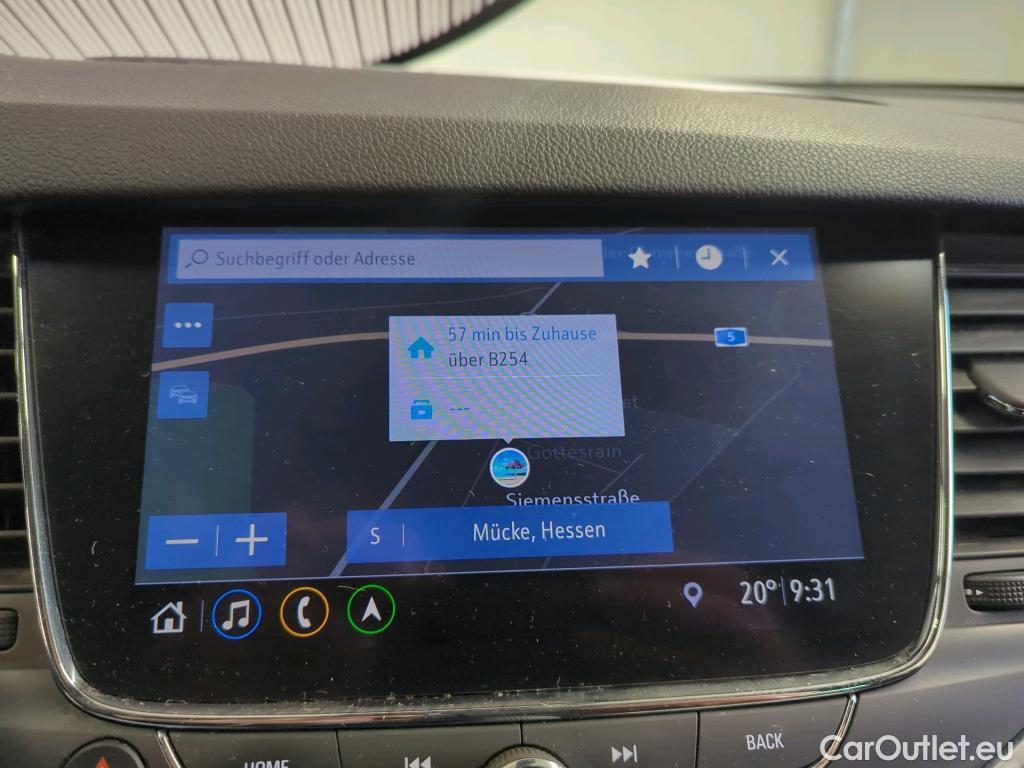 Suchbegriff oder Adresse
57 min bis Zuhause
über B254
---
5
Gottesrain
Siemensstraße
S
Mücke, Hessen
20° 9:31
HOME
BACK
CarOutlet.eu